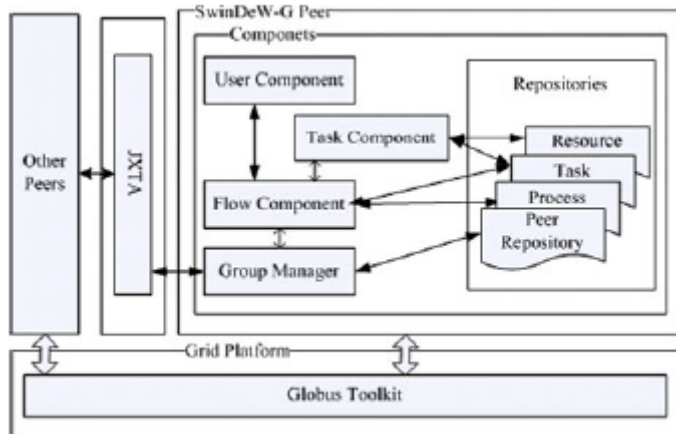 SwinDeW-G Peer
Componets
User Component
Repositories
Task Component
Resource
Other
Peers
JXTA
Task
Flow Component
Process
Peer
Repository
Group Manager
Grid Platform
Globus Toolkit